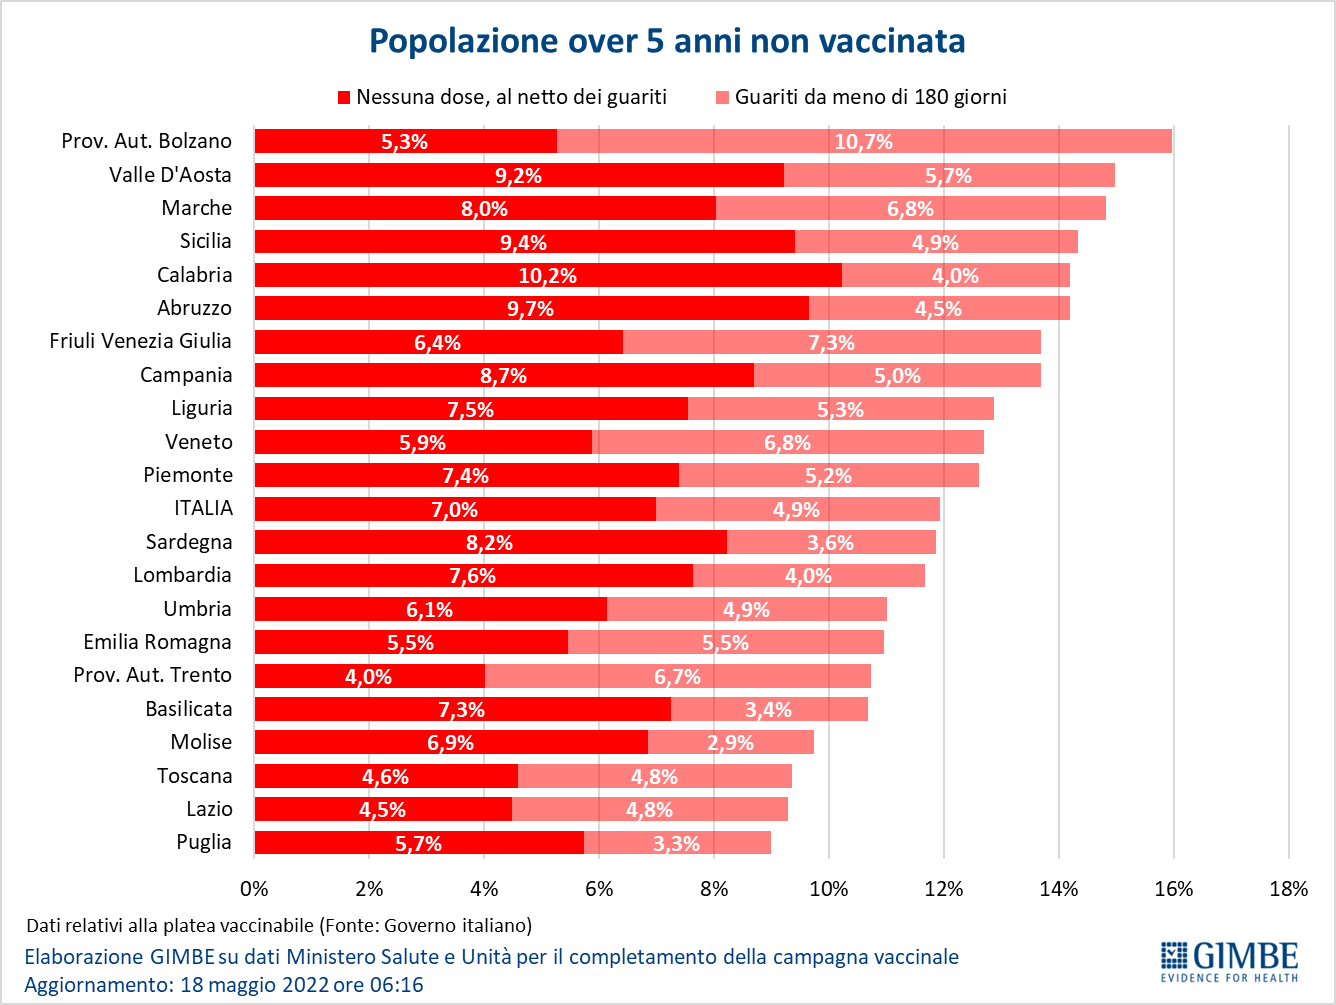 Popolazione over 5 anni non vaccinata
Nessuna dose, al netto dei guariti Guariti da meno di 180 giorni
Prov. Aut. Bolzano 5,3% 10,7%
Valle D'Aosta 9,2% 5,7%
Marche 8,0% 6,8%
Sicilia 9,4% 4,9%
Calabria 10,2% 4,0%
Abruzzo 9,7% 4,5%
Friuli Venezia Giulia 6,4% 7,3%
Campania 8,7% 5,0%
Liguria 7,5% 5,3%
Veneto 5,9% 6,8%
Piemonte 7,4% 5,2%
ITALIA 7,0% 4,9%
Sardegna 8,2% 3,6%
Lombardia 7,6% 4,0%
Umbria 6,1% 4,9%
Emilia Romagna 5,5% 5,5%
Prov. Aut. Trento 4,0% 6,7%
Basilicata 7,3% 3,4%
Molise 6,9% 2,9%
Toscana 4,6% 4,8%
Lazio 4,5% 4,8%
Puglia 5,7% 3,3%
0% 2% 4% 6% 8% 10% 12% 14% 16% 18%
Dati relativi alla platea vaccinabile (Fonte: Governo italiano)
Elaborazione GIMBE su dati Ministero Salute e Unità per il completamento della campagna vaccinale
Aggiornamento: 18 maggio 2022 ore 06:16
GIMBE
EVIDENCE FOR HEALTH